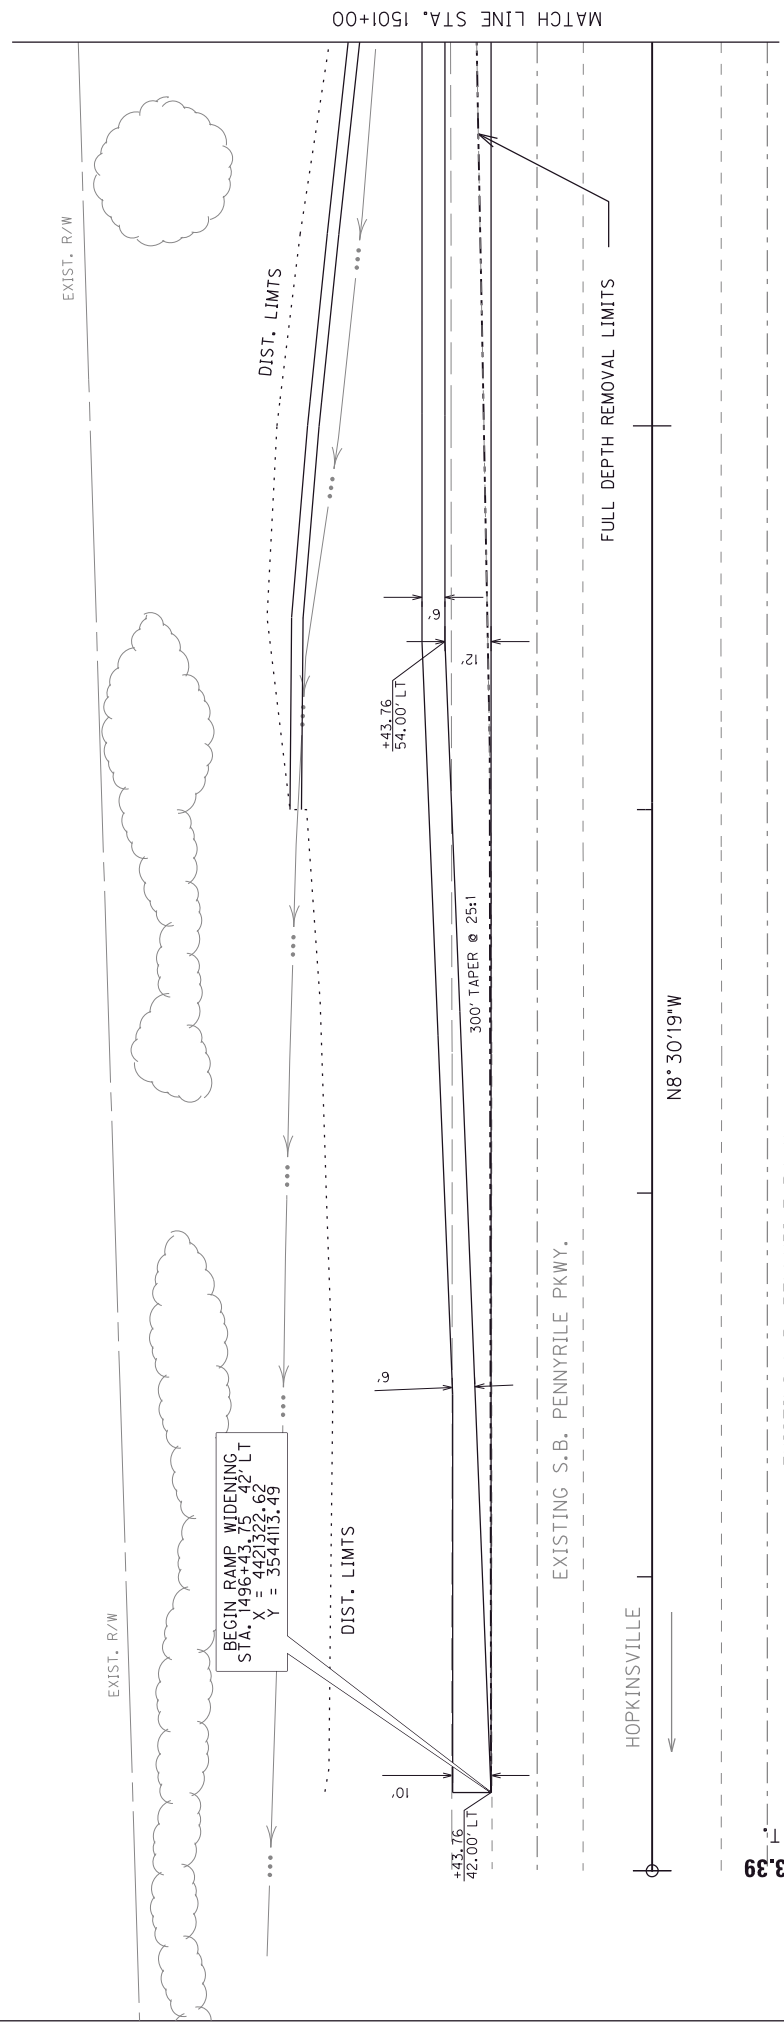 MATCH LINE STA. 1501+00
EXIST. R/W
DIST. LIMTS
FULL DEPTH REMOVAL LIMITS
6'
12'
+43.76
54.00' LT
300' TAPER @ 25:1
N8° 30'19"W
6'
EXISTING S.B. PENNYRILE PKWY.
BEGIN RAMP WIDENING
STA. 1496+43.75 42' LT
X = 4421322.62
Y = 3544113.49
DIST. LIMTS
EXIST. R/W
HOPKINSVILLE
10'
+43.76
42.00' LT
3.39